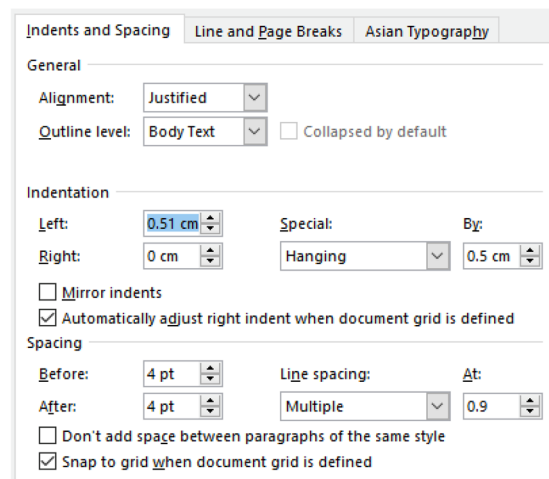 Indents and Spacing Line and Page Breaks Asian Typography
General
Alignment: Justified
Outline level: Body Text Collapsed by default
Indentation
Left: 0.51 cm Special: By:
Right: 0 cm Hanging 0.5 cm
Mirror indents
Automatically adjust right indent when document grid is defined
Spacing
Before: 4 pt Line spacing: At:
After: 4 pt Multiple 0.9
Don't add space between paragraphs of the same style
Snap to grid when document grid is defined